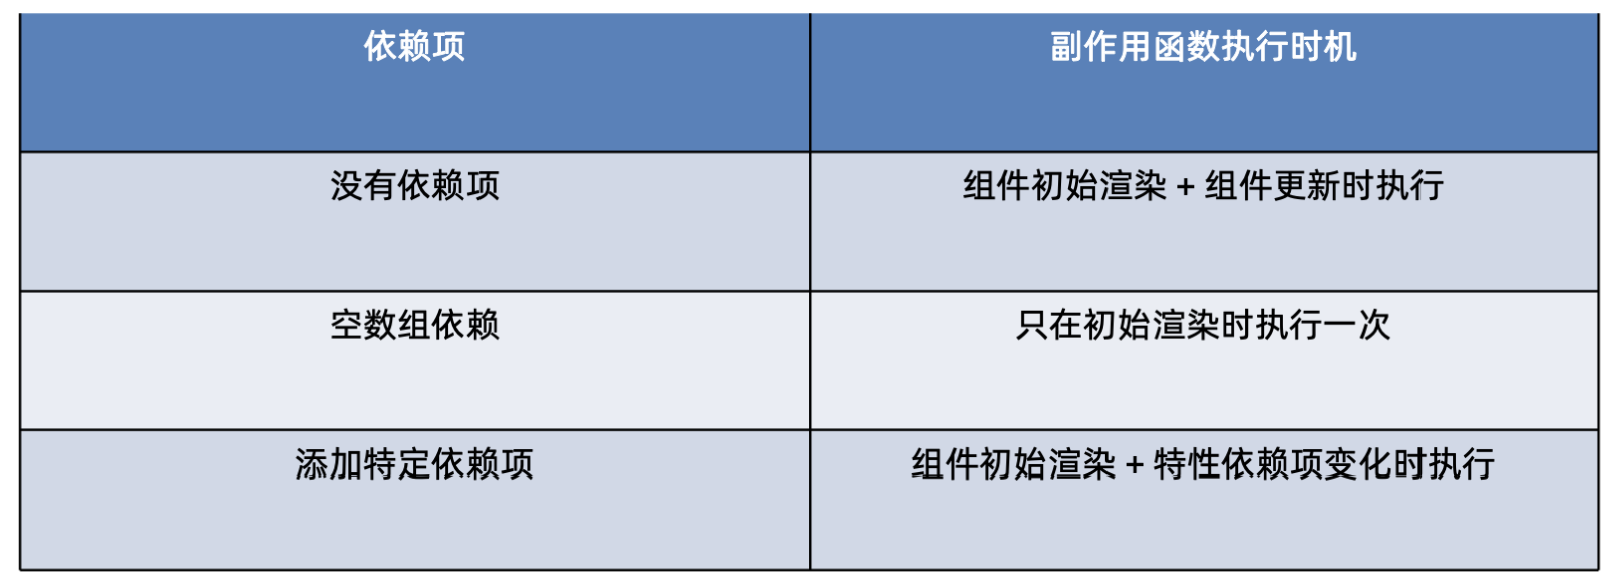 依赖项
副作用函数执行时机
没有依赖项
组件初始渲染 + 组件更新时执行
空数组依赖
只在初始渲染时执行一次
添加特定依赖项
组件初始渲染 + 特性依赖项变化时执行